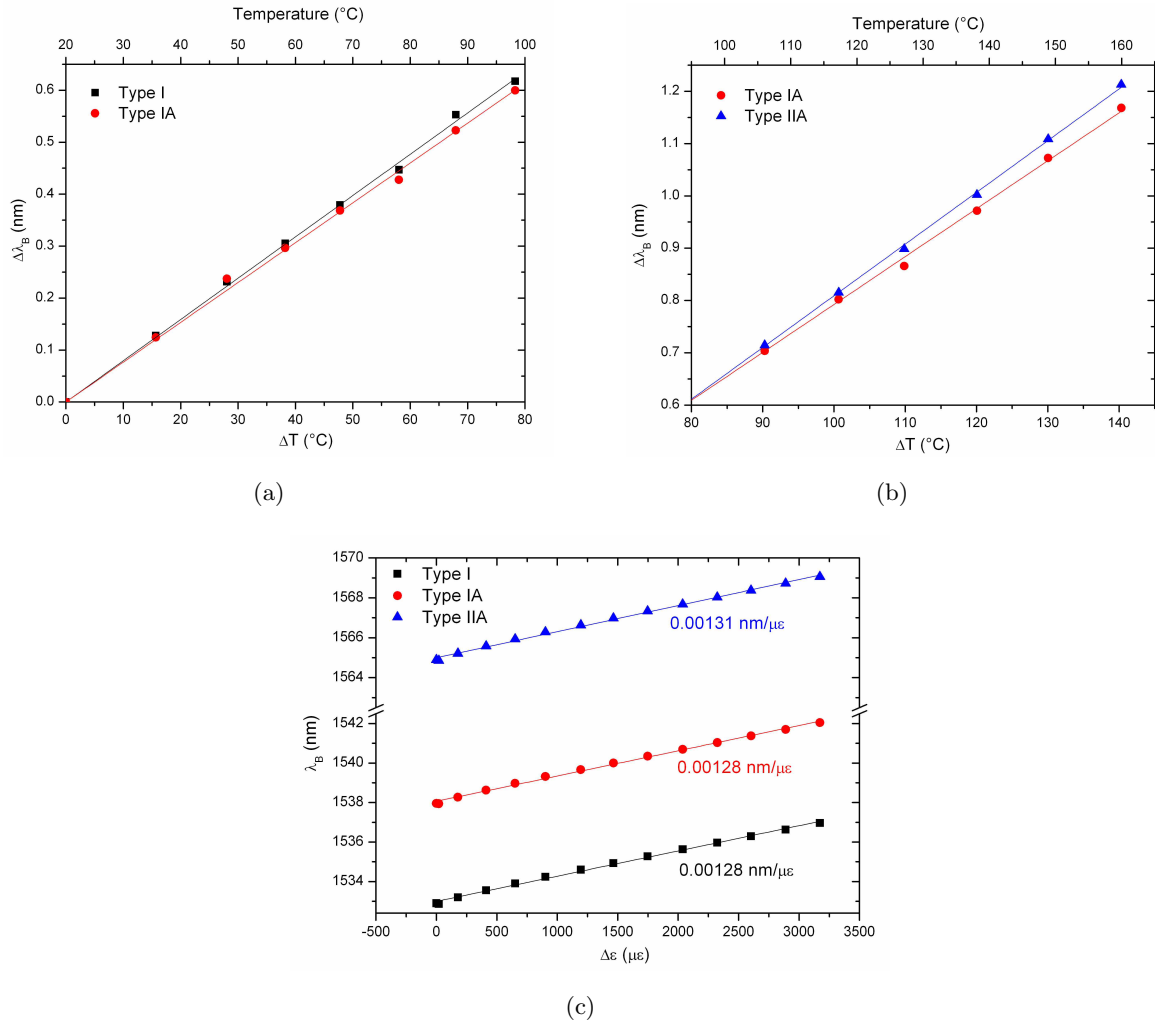 Temperature (°C)
20 30 40 50 60 70 80 90 100
Type I
Type IA
0.6
0.5
0.4
0.3
0.2
0.1
0.0
Δλ_B (nm)
0 10 20 30 40 50 60 70 80
ΔT (°C)
(a)
Temperature (°C)
100 110 120 130 140 150 160
Type IA
Type IIA
1.2
1.1
1.0
0.9
0.8
0.7
0.6
Δλ_B (nm)
80 90 100 110 120 130 140
ΔT (°C)
(b)
Type I
Type IA
Type IIA
1570
1568
1566
1564
1542
1540
1538
1536
1534
λ_B (nm)
0.00131 nm/με
0.00128 nm/με
0.00128 nm/με
-500 0 500 1000 1500 2000 2500 3000 3500
Δε (με)
(c)